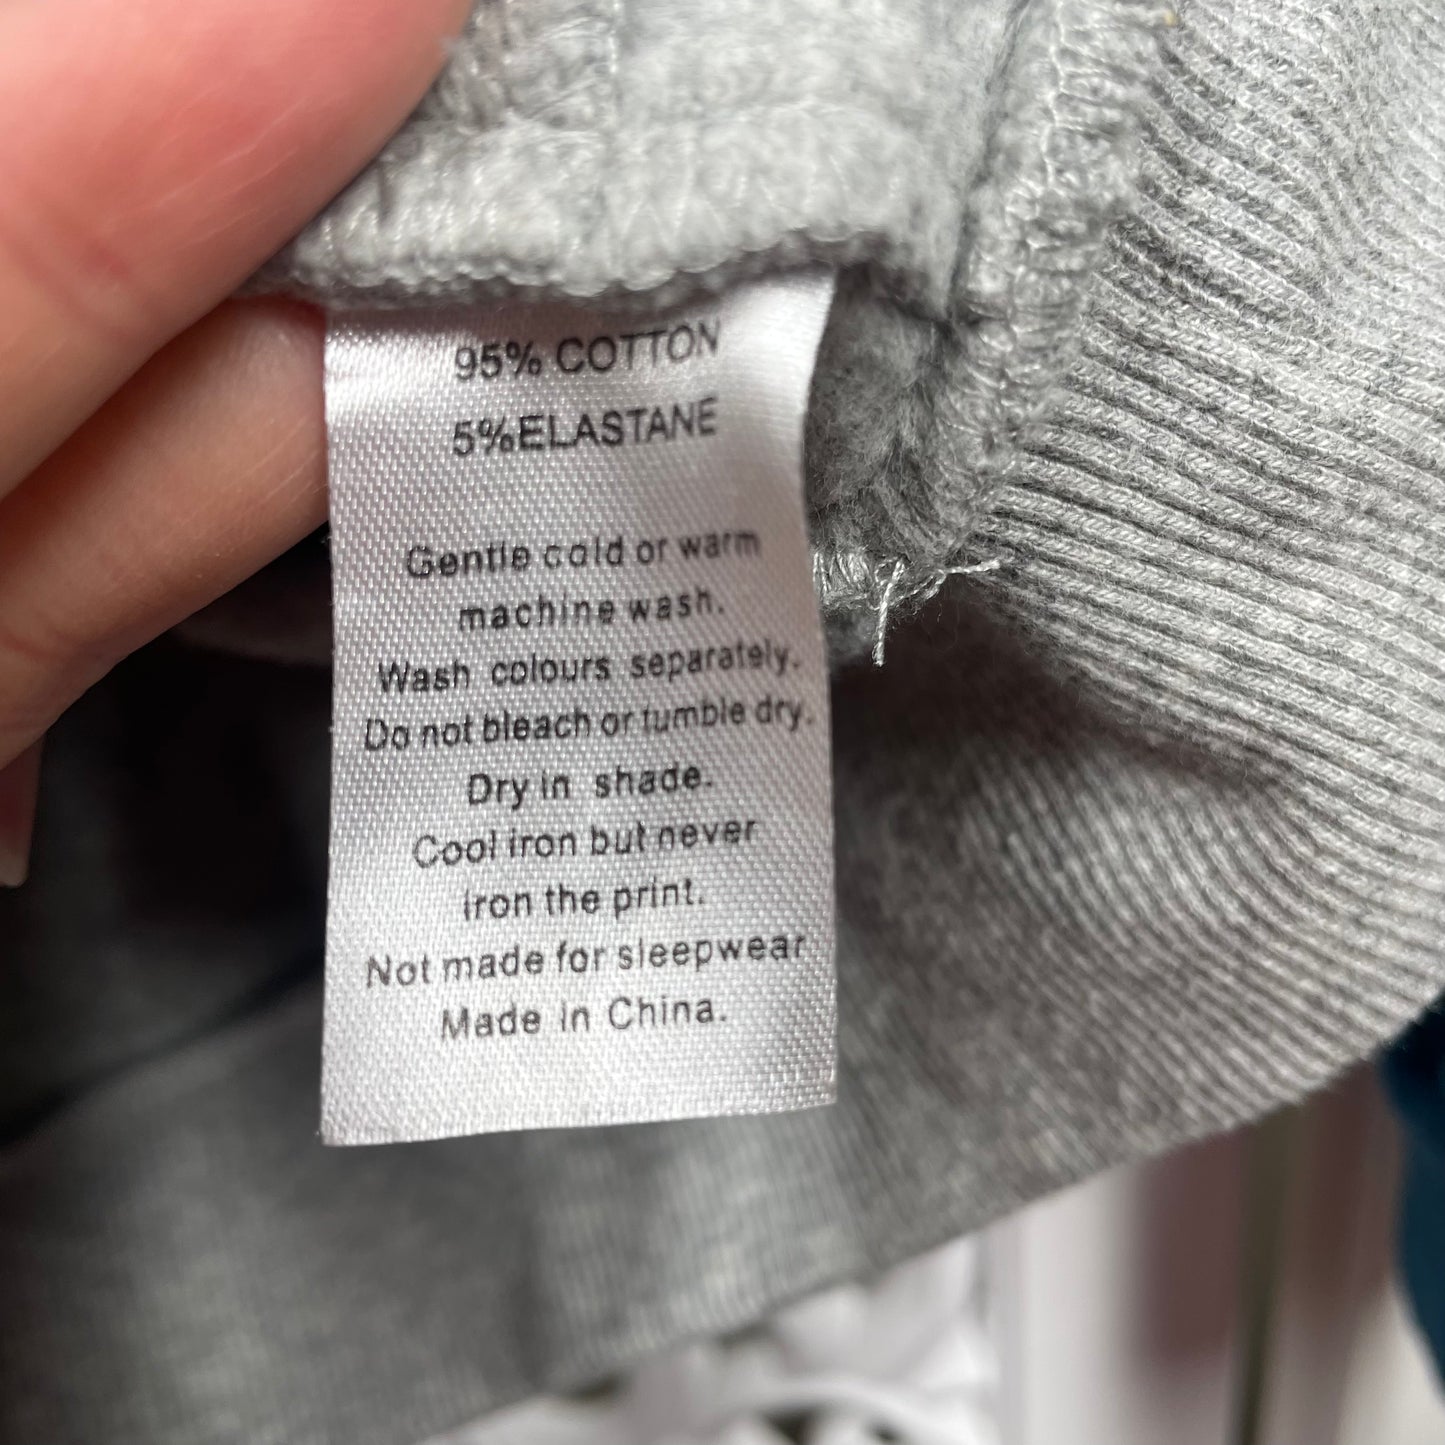 95% COTTON
5%ELASTANE
Gentle cold or warm
machine wash.
Wash colours separately.
Do not bleach or tumble dry.
Dry in shade.
Cool iron but never
iron the print.
Not made for sleepwear
Made in China.